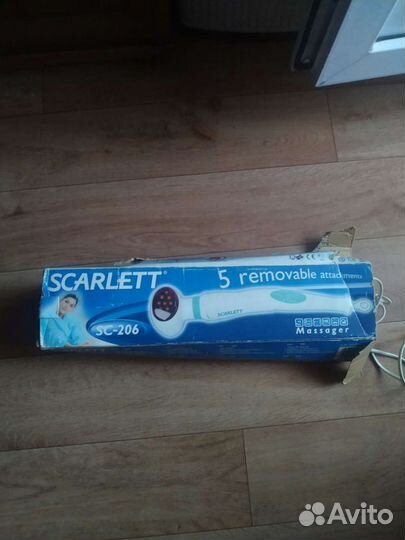 SCARLETT®
5 removable attachments
SCARLETT
SC-206
Massager
Avito